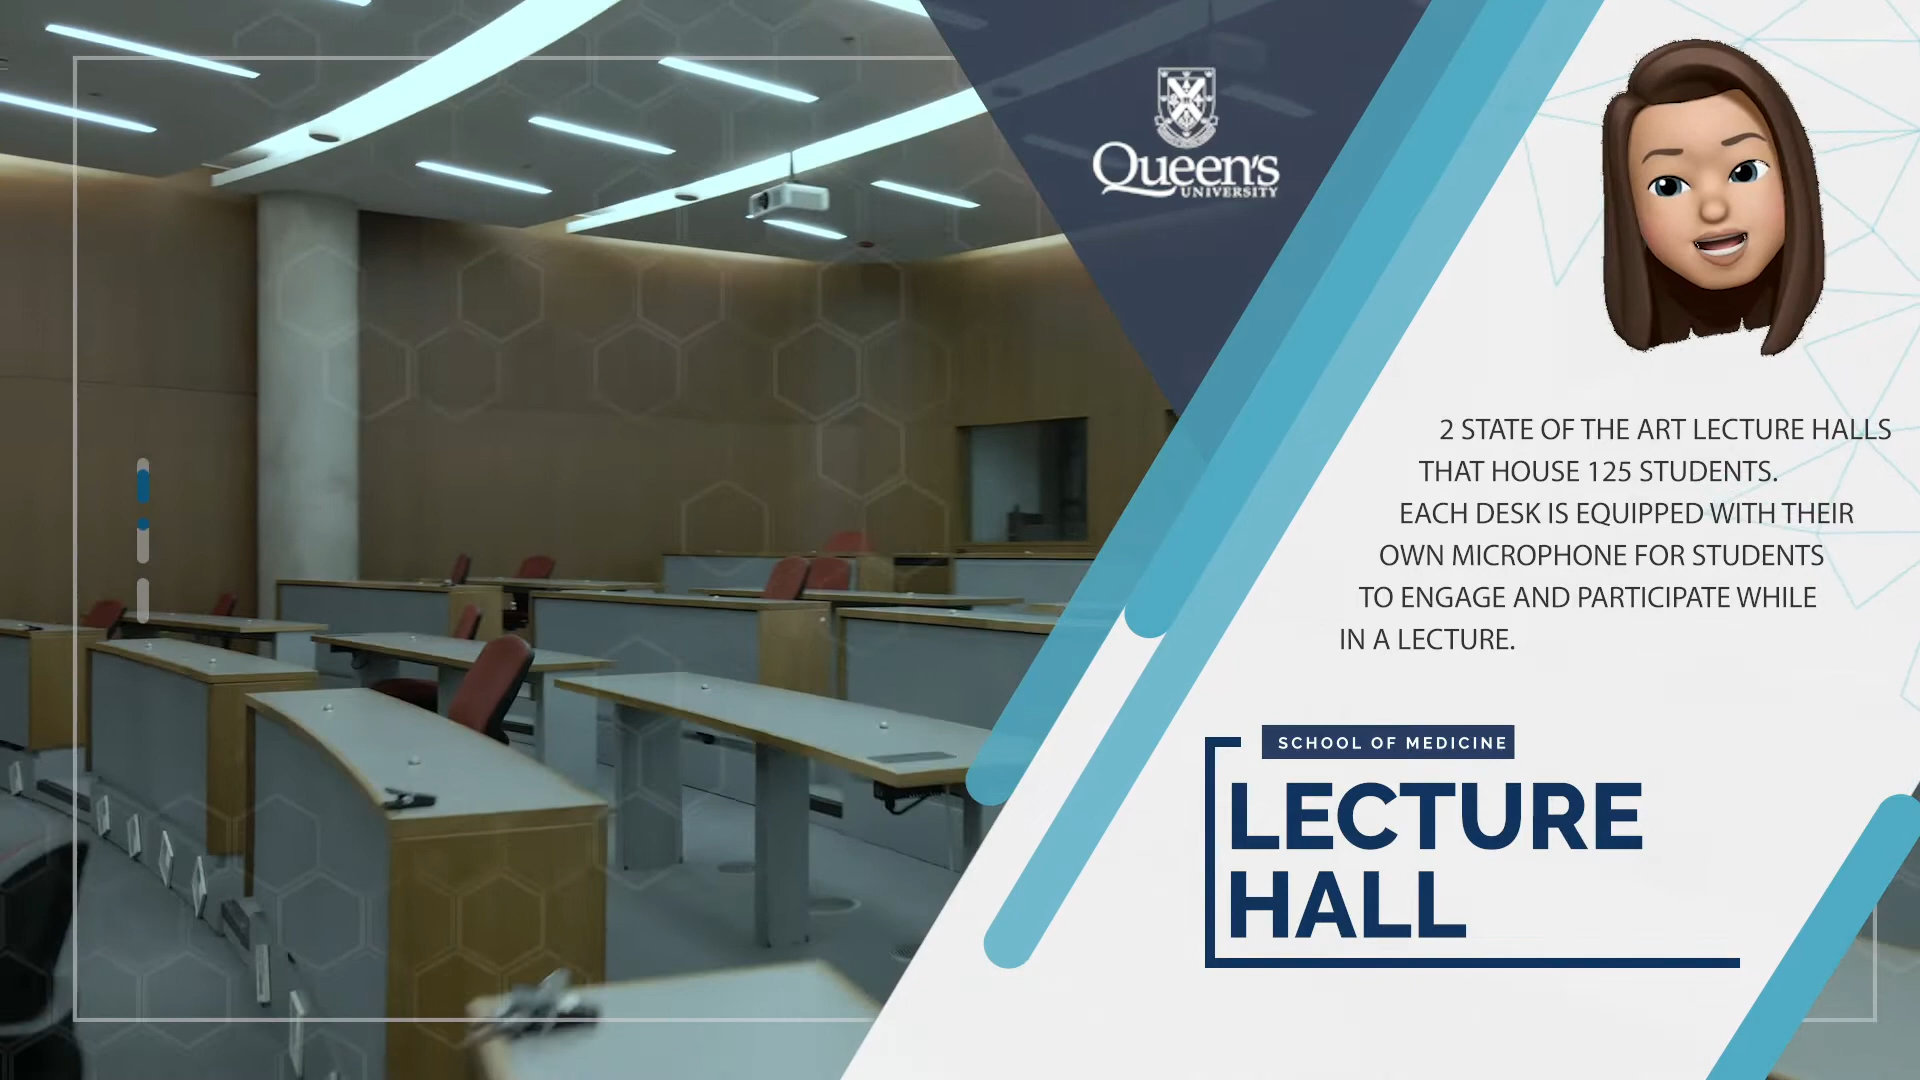 Queen's
UNIVERSITY
2 STATE OF THE ART LECTURE HALLS
THAT HOUSE 125 STUDENTS.
EACH DESK IS EQUIPPED WITH THEIR
OWN MICROPHONE FOR STUDENTS
TO ENGAGE AND PARTICIPATE WHILE
IN A LECTURE.
SCHOOL OF MEDICINE
LECTURE
HALL